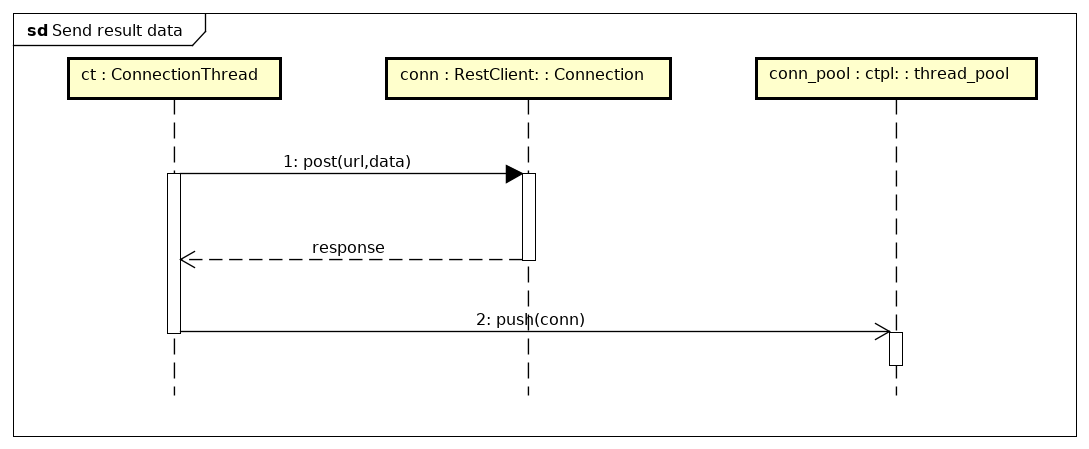 sd Send result data
ct : ConnectionThread
conn : RestClient: : Connection
conn_pool : ctpl: : thread_pool
1: post(url,data)
response
2: push(conn)